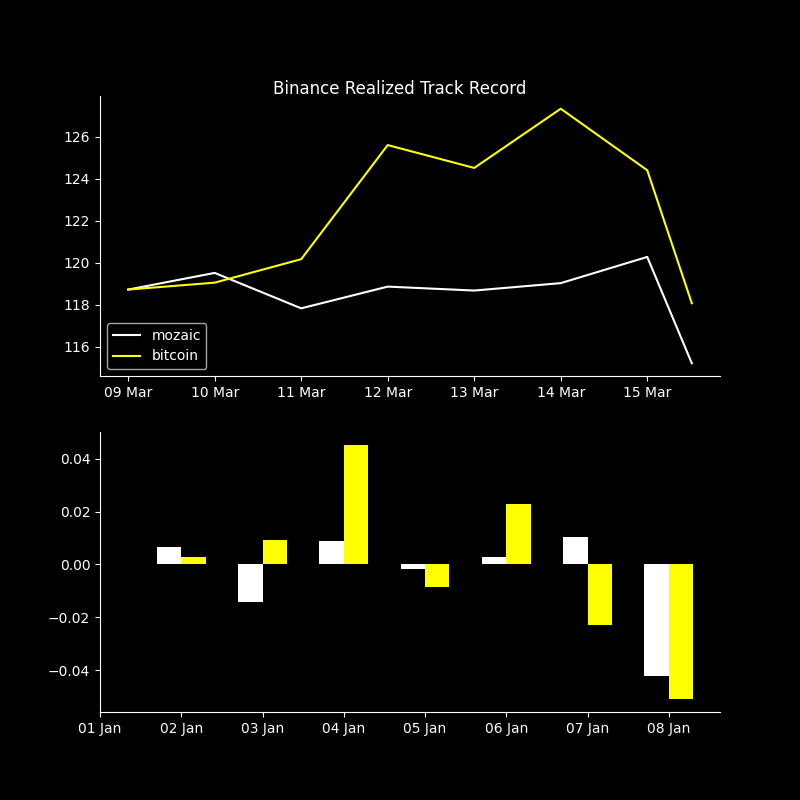 Binance Realized Track Record
126
124
122
120
118
116
mozaic
bitcoin
09 Mar 10 Mar 11 Mar 12 Mar 13 Mar 14 Mar 15 Mar
0.04
0.02
0.00
−0.02
−0.04
01 Jan 02 Jan 03 Jan 04 Jan 05 Jan 06 Jan 07 Jan 08 Jan